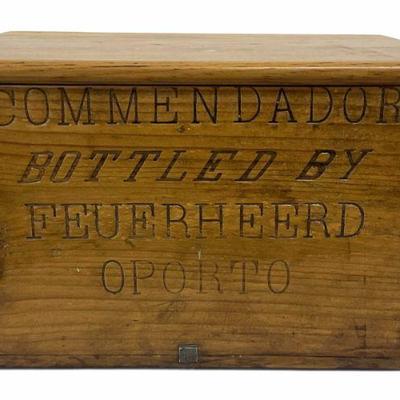 COMMENDADOR
BOTTLED BY
FEUERHEERD
OPORTO